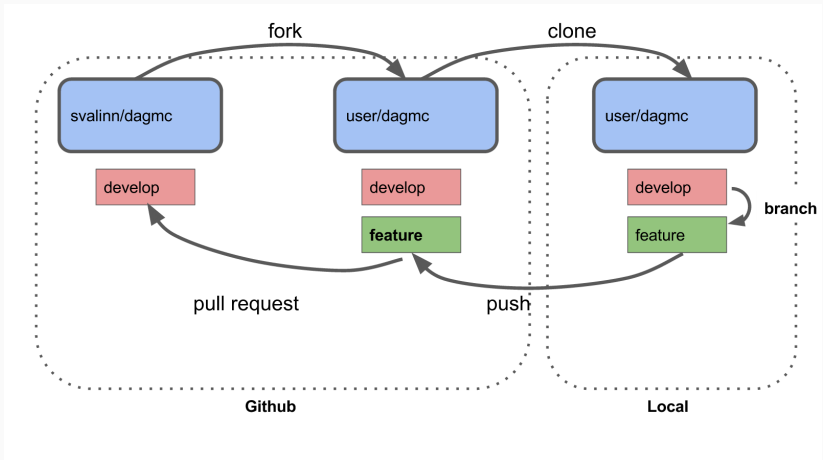 fork
clone
svalinn/dagmc
user/dagmc
user/dagmc
develop
develop
develop
branch
feature
feature
pull request
push
Github
Local